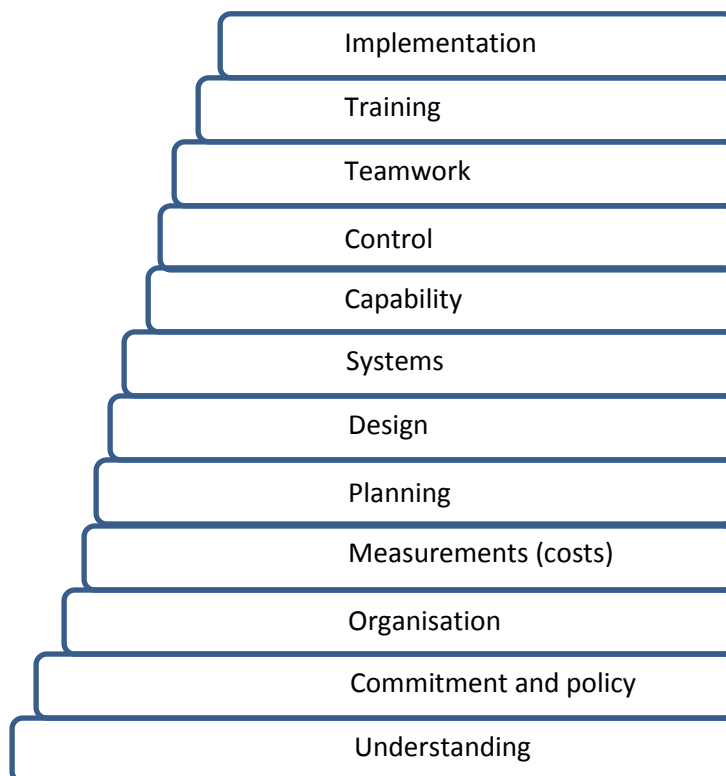 Implementation
Training
Teamwork
Control
Capability
Systems
Design
Planning
Measurements (costs)
Organisation
Commitment and policy
Understanding